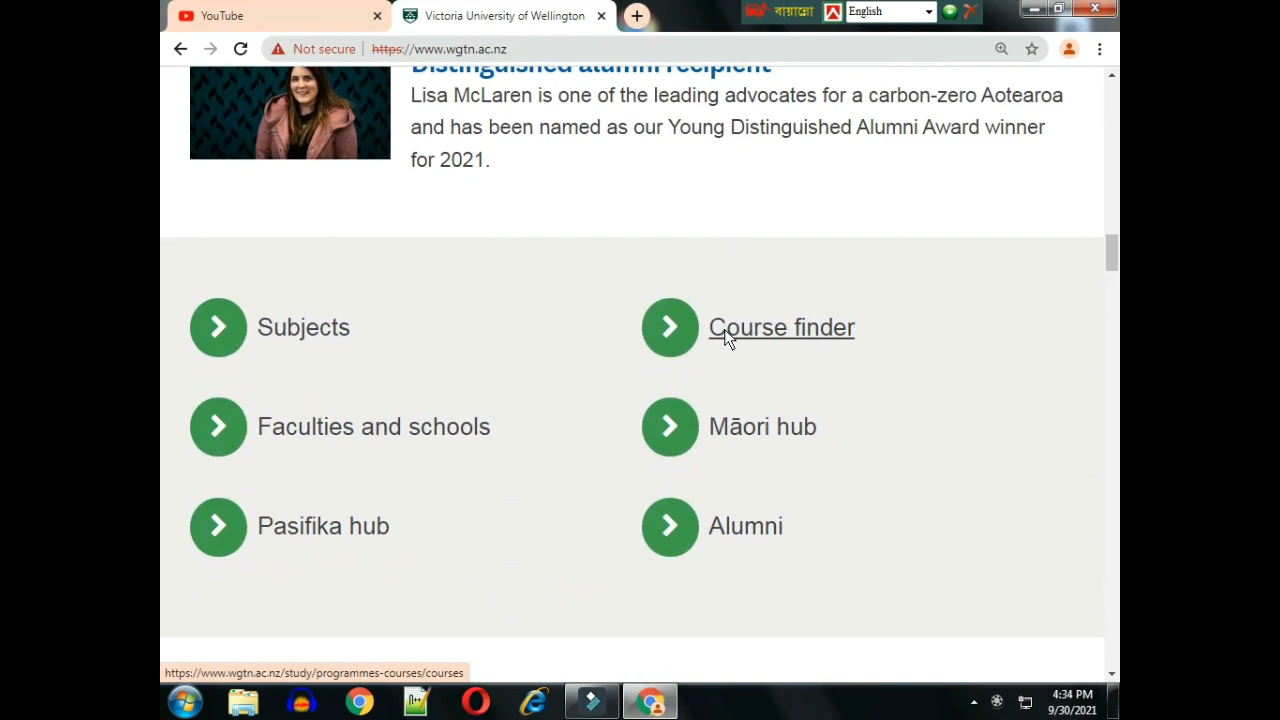 YouTube
Victoria University of Wellington
বায়ান্নো
English
Not secure
https://www.wgtn.ac.nz
Distinguished alumni recipient
Lisa McLaren is one of the leading advocates for a carbon-zero Aotearoa
and has been named as our Young Distinguished Alumni Award winner
for 2021.
Subjects
Course finder
Faculties and schools
Māori hub
Pasifika hub
Alumni
https://www.wgtn.ac.nz/study/programmes-courses/courses
4:34 PM
9/30/2021